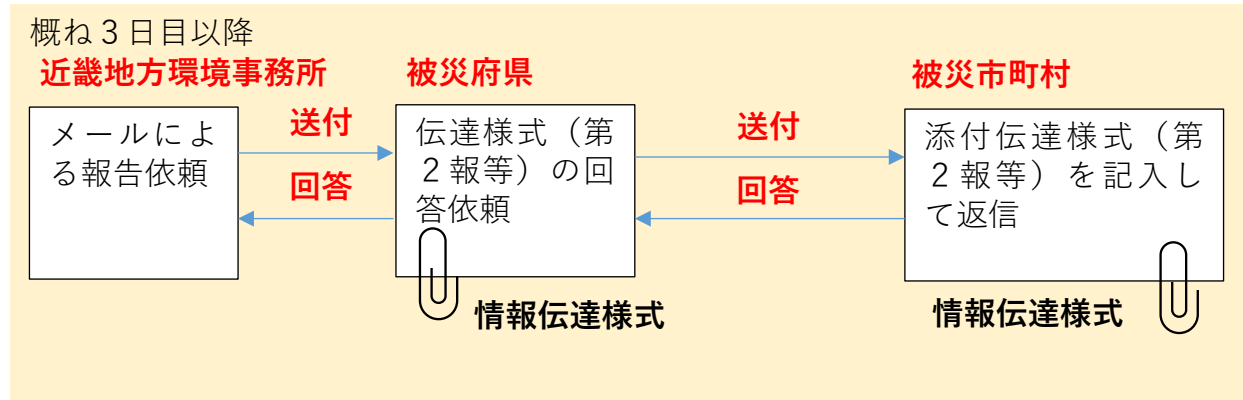 概ね３日目以降
近畿地方環境事務所
被災府県
被災市町村
メールによ
る報告依頼
送付
回答
伝達様式（第
２報等）の回
答依頼
送付
回答
添付伝達様式（第
２報等）を記入し
て返信
情報伝達様式
情報伝達様式